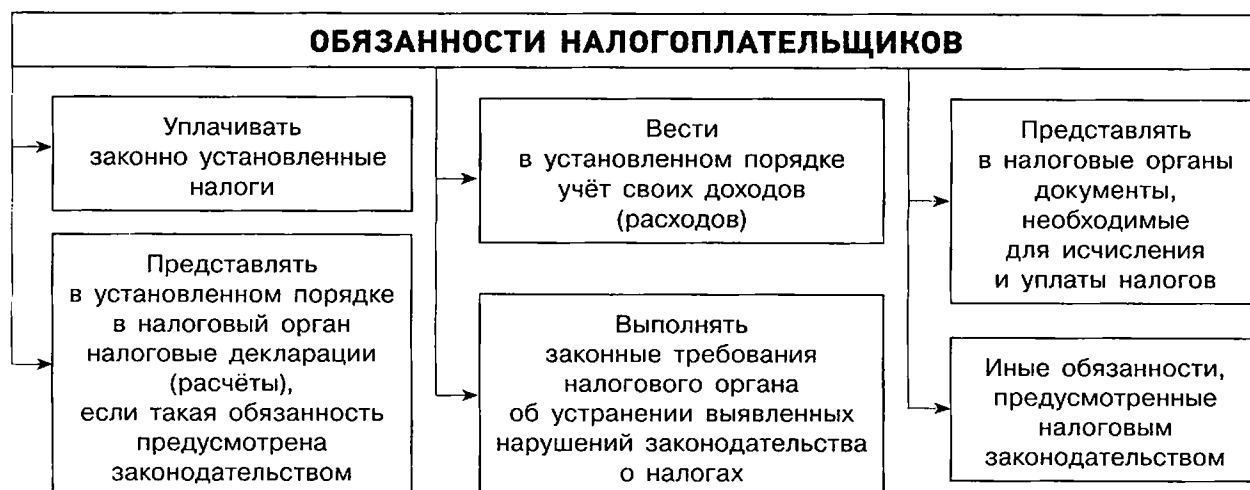 ОБЯЗАННОСТИ НАЛОГОПЛАТЕЛЬЩИКОВ
Уплачивать
законно установленные
налоги
Представлять
в установленном порядке
в налоговый орган
налоговые декларации
(расчёты),
если такая обязанность
предусмотрена
законодательством
Вести
в установленном порядке
учёт своих доходов
(расходов)
Выполнять
законные требования
налогового органа
об устранении выявленных
нарушений законодательства
о налогах
Представлять
в налоговые органы
документы,
необходимые
для исчисления
и уплаты налогов
Иные обязанности,
предусмотренные
налоговым
законодательством